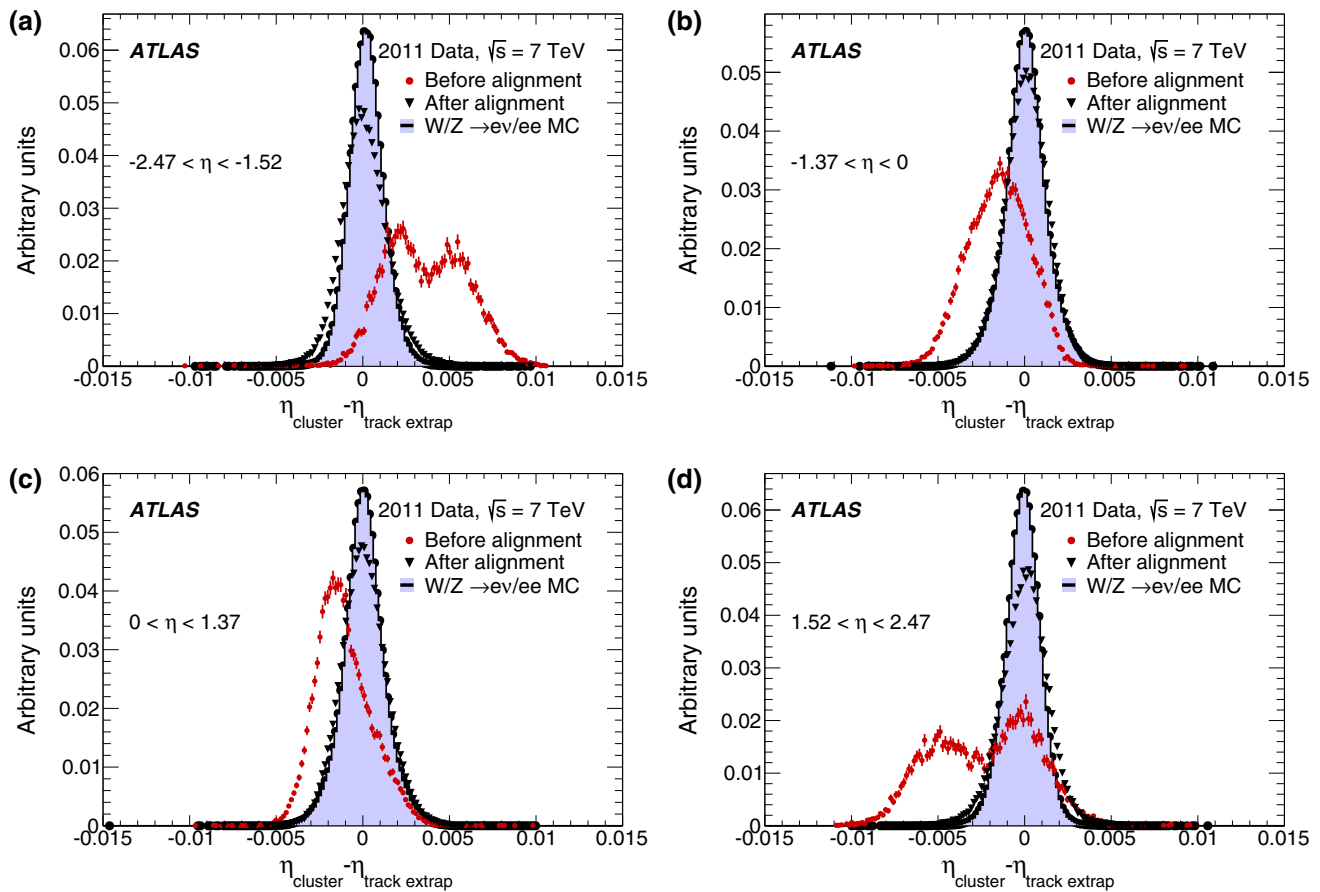 (a)
ATLAS
2011 Data, √s = 7 TeV
Before alignment
After alignment
W/Z →eν/ee MC
-2.47 < η < -1.52
Arbitrary units
0.06
0.05
0.04
0.03
0.02
0.01
0
-0.015 -0.01 -0.005 0 0.005 0.01 0.015
ηcluster-ηtrack extrap
(b)
ATLAS
2011 Data, √s = 7 TeV
Before alignment
After alignment
W/Z →eν/ee MC
-1.37 < η < 0
Arbitrary units
0.05
0.04
0.03
0.02
0.01
0
-0.015 -0.01 -0.005 0 0.005 0.01 0.015
ηcluster-ηtrack extrap
(c)
ATLAS
2011 Data, √s = 7 TeV
Before alignment
After alignment
W/Z →eν/ee MC
0 < η < 1.37
Arbitrary units
0.06
0.05
0.04
0.03
0.02
0.01
0
-0.015 -0.01 -0.005 0 0.005 0.01 0.015
ηcluster-ηtrack extrap
(d)
ATLAS
2011 Data, √s = 7 TeV
Before alignment
After alignment
W/Z →eν/ee MC
1.52 < η < 2.47
Arbitrary units
0.06
0.05
0.04
0.03
0.02
0.01
0
-0.015 -0.01 -0.005 0 0.005 0.01 0.015
ηcluster-ηtrack extrap